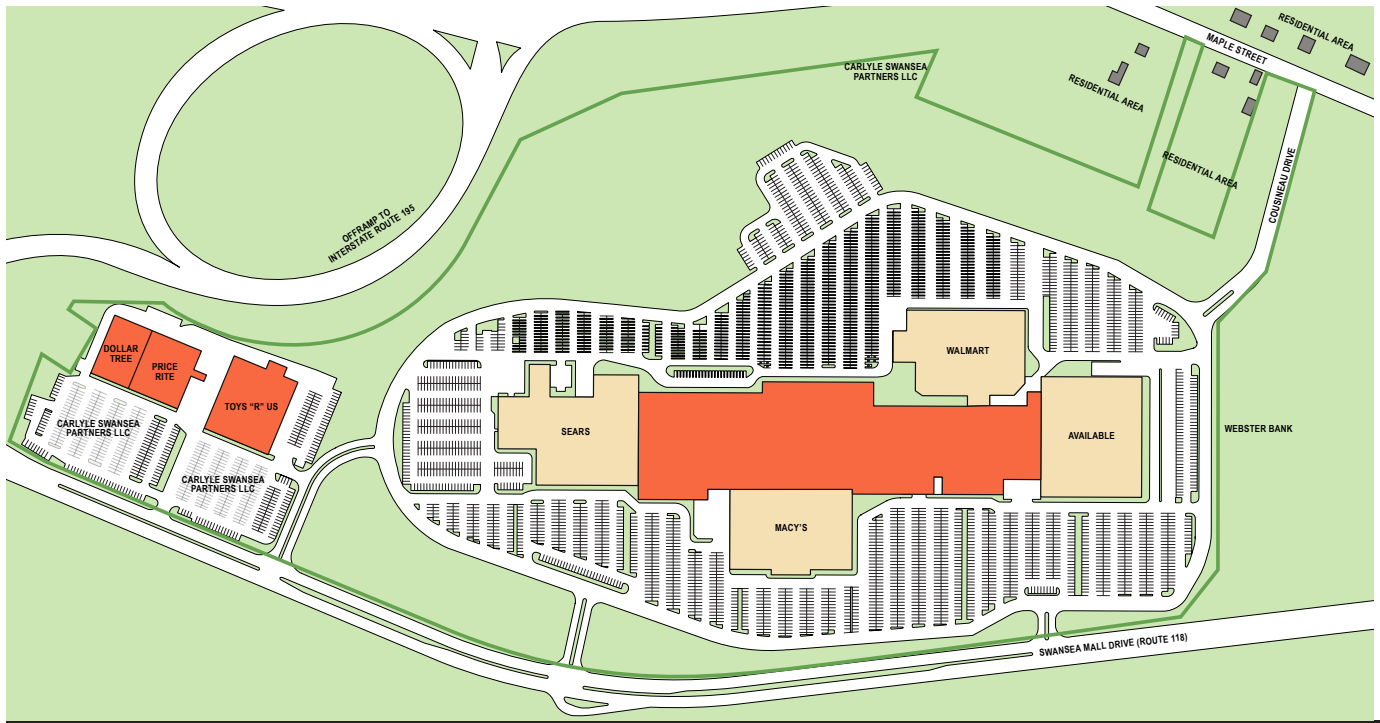 RESIDENTIAL AREA
MAPLE STREET
CARLYLE SWANSEA
PARTNERS LLC
RESIDENTIAL AREA
RESIDENTIAL AREA
COUSINEAU DRIVE
OFFRAMP TO
INTERSTATE ROUTE 195
DOLLAR
TREE
PRICE
RITE
TOYS “R” US
WALMART
CARLYLE SWANSEA
PARTNERS LLC
SEARS
AVAILABLE
WEBSTER BANK
CARLYLE SWANSEA
PARTNERS LLC
MACY’S
SWANSEA MALL DRIVE (ROUTE 118)